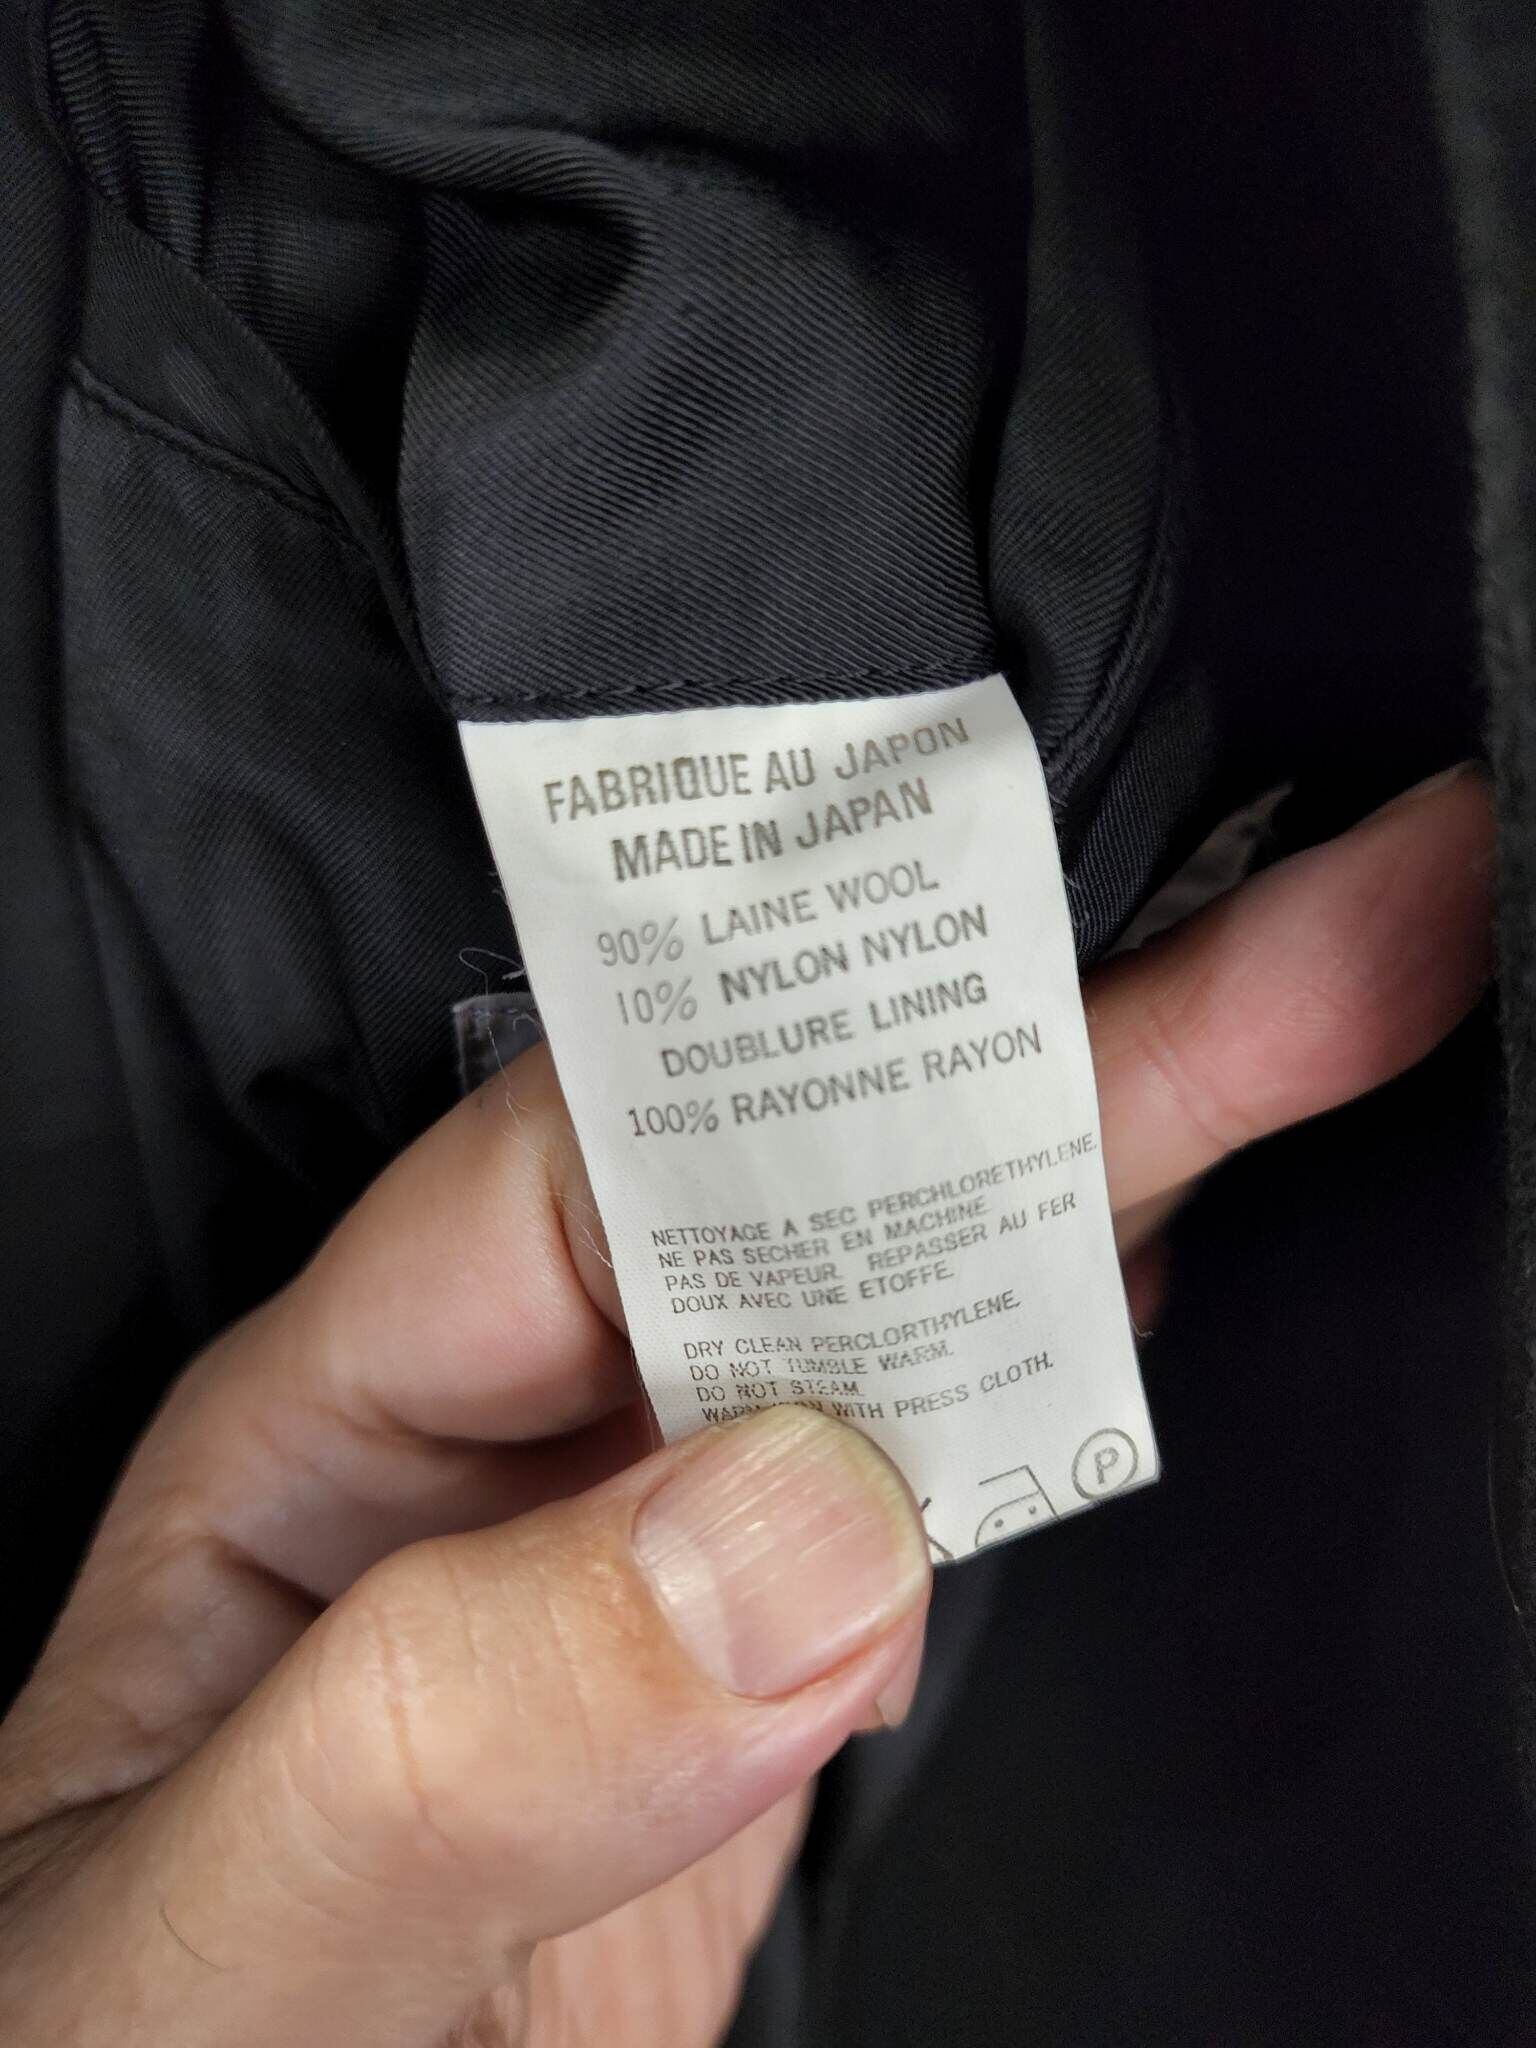 FABRIQUE AU JAPON
MADE IN JAPAN
90% LAINE WOOL
10% NYLON NYLON
DOUBLURE LINING
100% RAYONNE RAYON
NETTOYAGE A SEC PERCHLORETHYLENE.
NE PAS SECHER EN MACHINE
PAS DE VAPEUR. REPASSER AU FER
DOUX AVEC UNE ETOFFE.
DRY CLEAN PERCLORTHYLENE.
DO NOT TUMBLE WARM.
DO NOT STEAM.
WITH PRESS CLOTH.
P